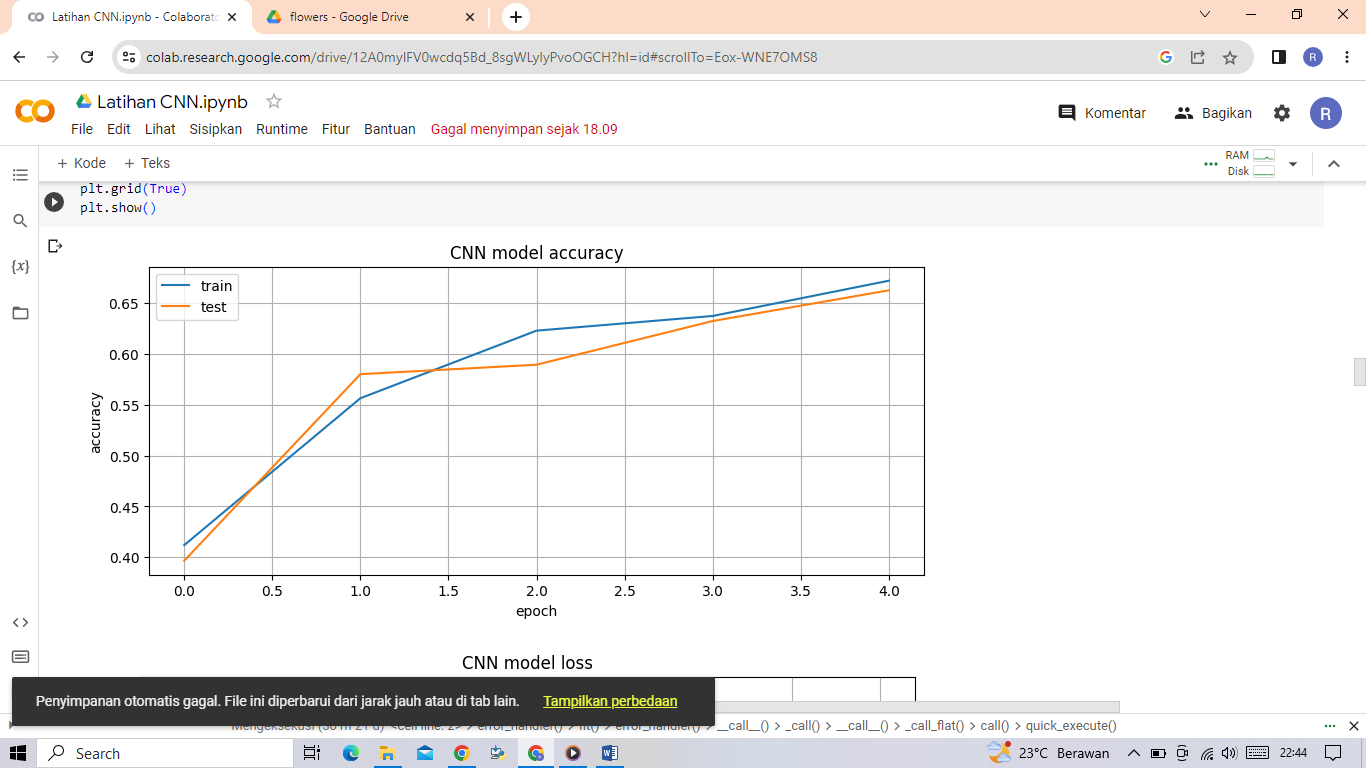 Latihan CNN.ipynb - Colaborato
flowers - Google Drive
colab.research.google.com/drive/12A0mylFV0wcdq5Bd_8sgWLylyPvoOGCH?hl=id#scrollTo=Eox-WNE7OMS8
R
Latihan CNN.ipynb
File Edit Lihat Sisipkan Runtime Fitur Bantuan Gagal menyimpan sejak 18.09
Komentar
Bagikan
R
+ Kode + Teks
RAM
Disk
plt.grid(True)
plt.show()
{x}
CNN model accuracy
train
test
0.65
0.60
0.55
0.50
0.45
0.40
accuracy
0.0 0.5 1.0 1.5 2.0 2.5 3.0 3.5 4.0
epoch
CNN model loss
Penyimpanan otomatis gagal. File ini diperbarui dari jarak jauh atau di tab lain. Tampilkan perbedaan
__call__() > _call() > __call__() > _call_flat() > call() > quick_execute()
Search
23°C Berawan
22:44